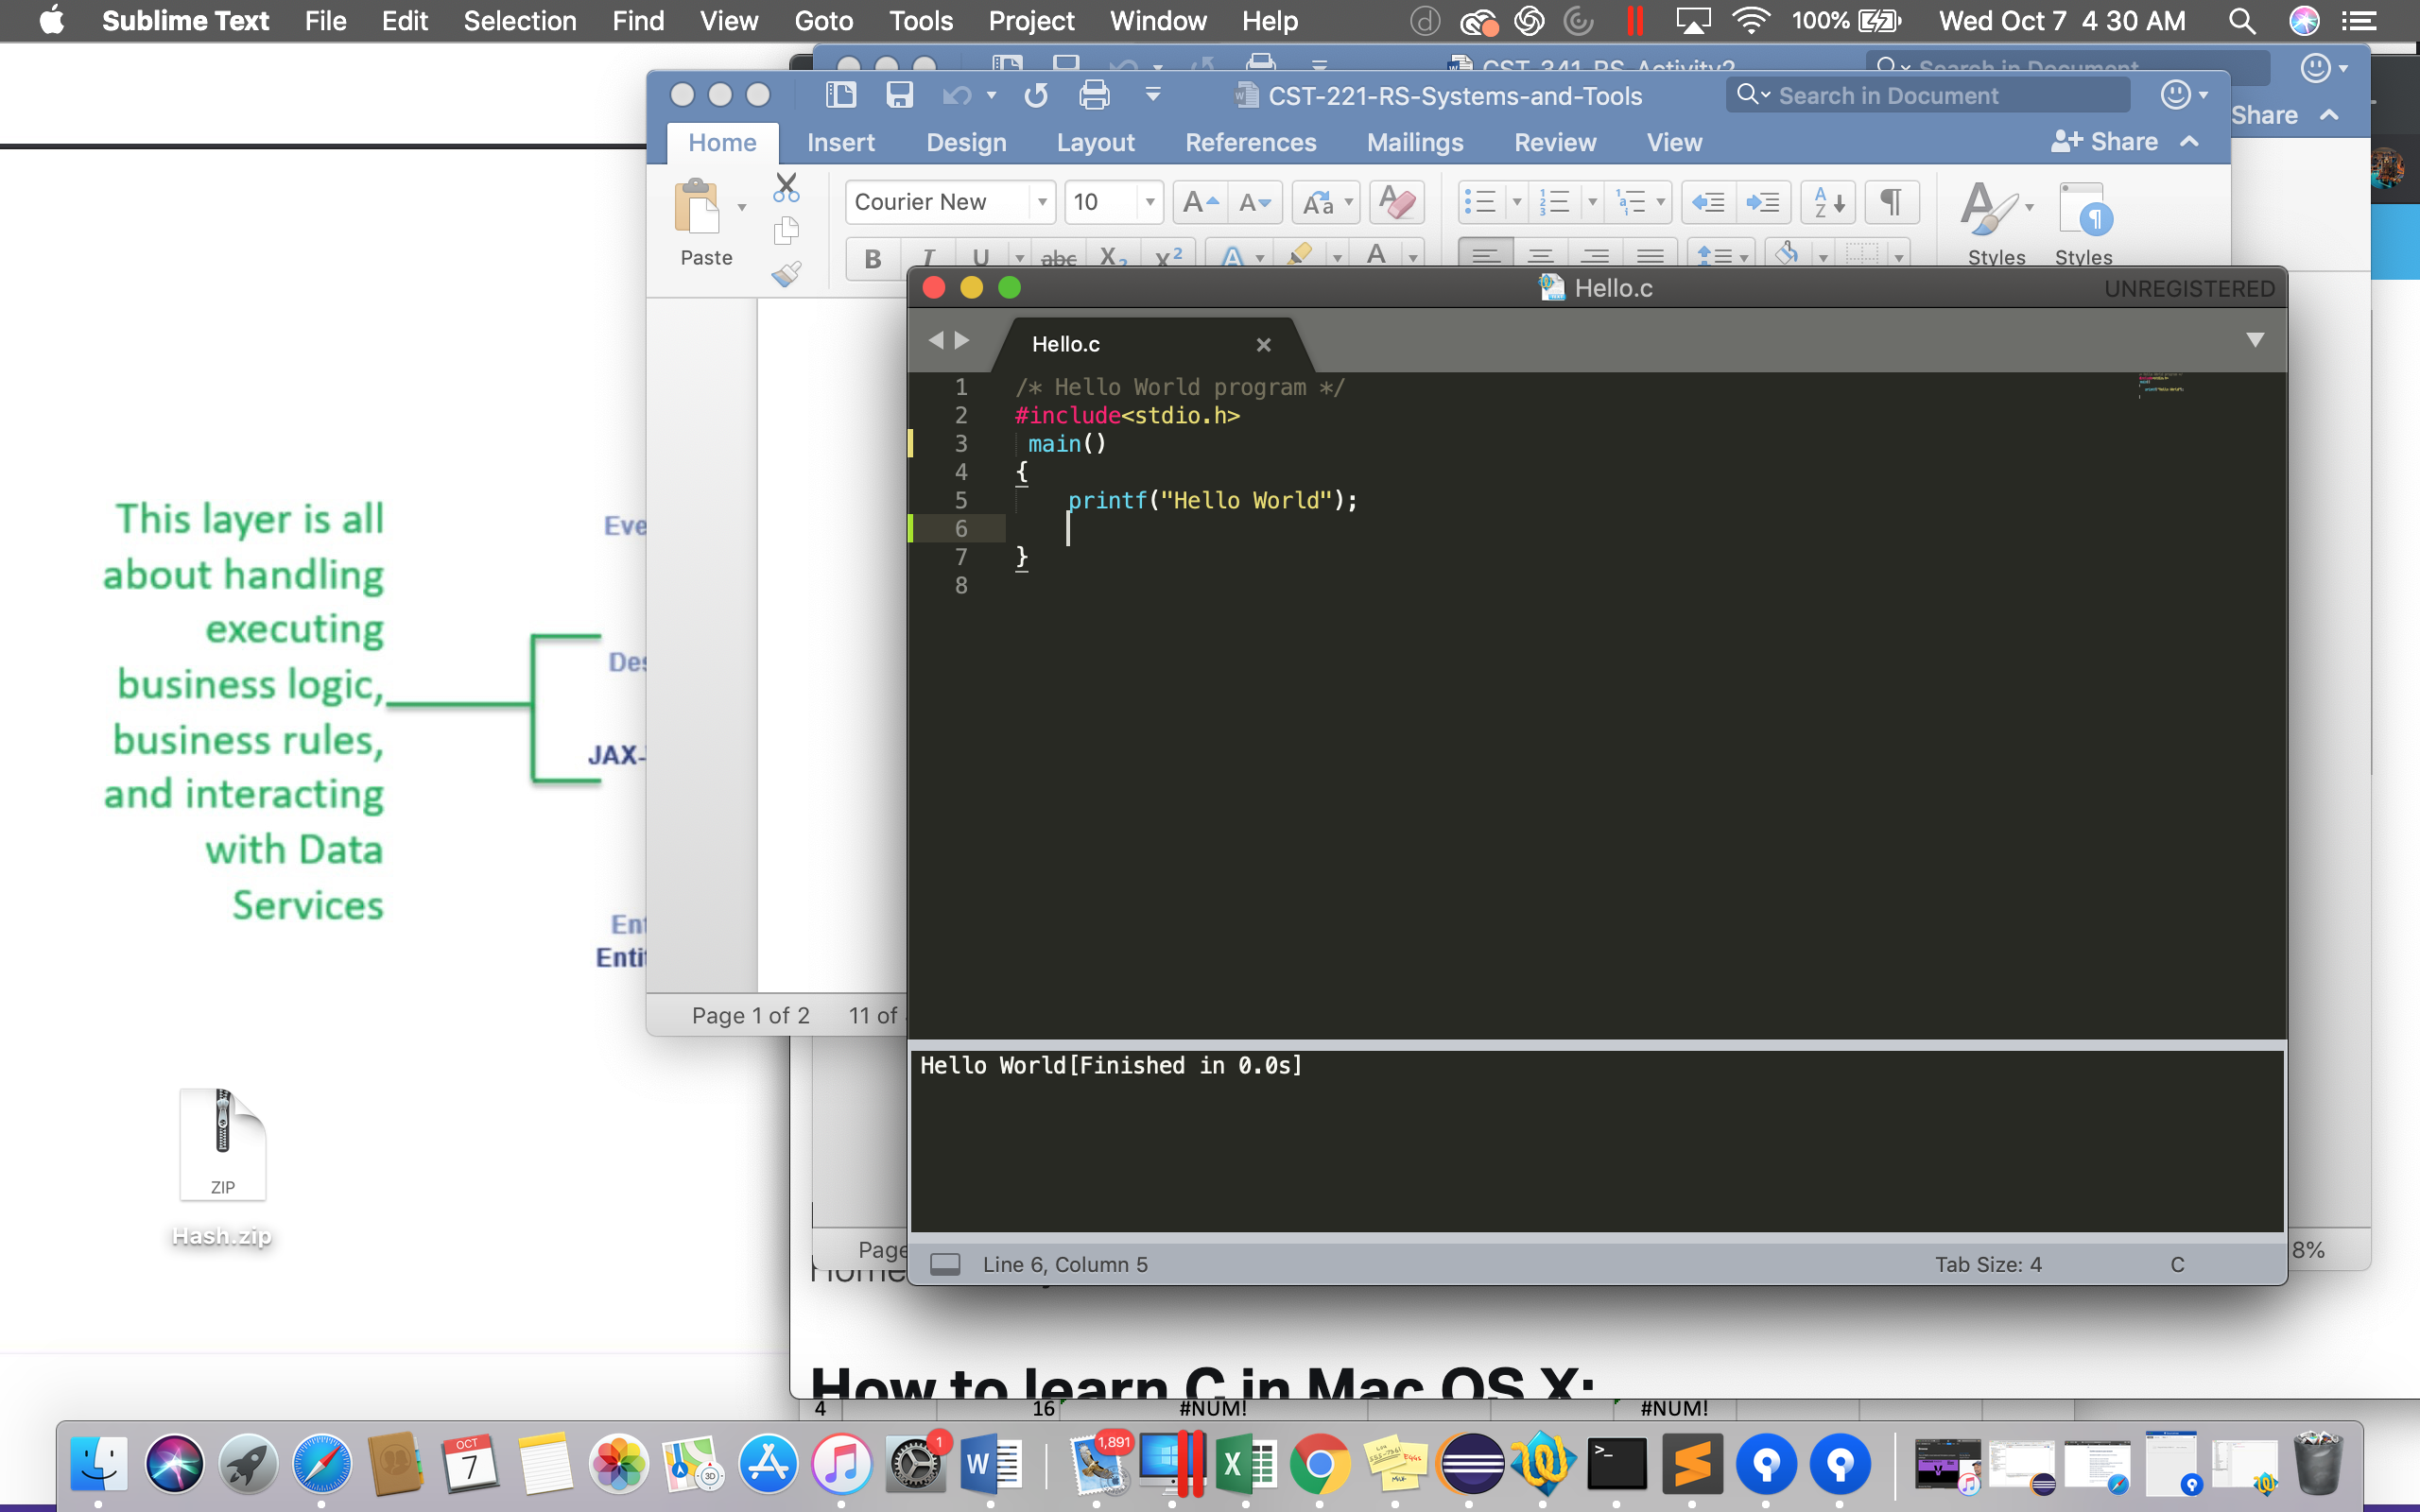 Sublime Text File Edit Selection Find View Goto Tools Project Window Help 100% Wed Oct 7 4 30 AM
CST-341-RS-Activity2 Search in Document
Share
CST-221-RS-Systems-and-Tools Search in Document
Home Insert Design Layout References Mailings Review View Share
Paste Courier New 10 Styles Styles
Hello.c UNREGISTERED
Hello.c
1 /* Hello World program */
2 #include<stdio.h>
3 main()
4 {
5 printf("Hello World");
6
7 }
8
Hello World[Finished in 0.0s]
Line 6, Column 5 Tab Size: 4 C
This layer is all
about handling
executing
business logic,
business rules,
and interacting
with Data
Services
Eve
Des
JAX-
Ent
Enti
Page 1 of 2 11 of
Page
8%
Home
ZIP
Hash.zip
How to learn C in Mac OS X:
4 16 #NUM! #NUM!
OCT
7
3D
1
W
1,891
X